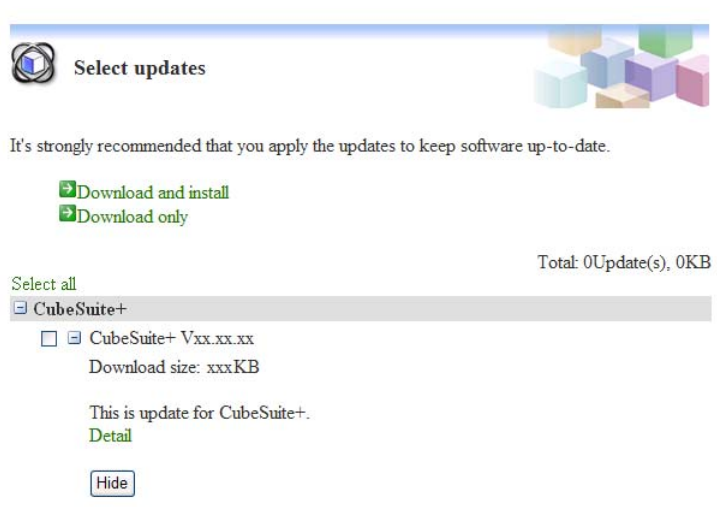 Select updates
It's strongly recommended that you apply the updates to keep software up-to-date.
Download and install
Download only
Total: 0Update(s), 0KB
Select all
CubeSuite+
CubeSuite+ Vxx.xx.xx
Download size: xxxKB
This is update for CubeSuite+.
Detail
Hide